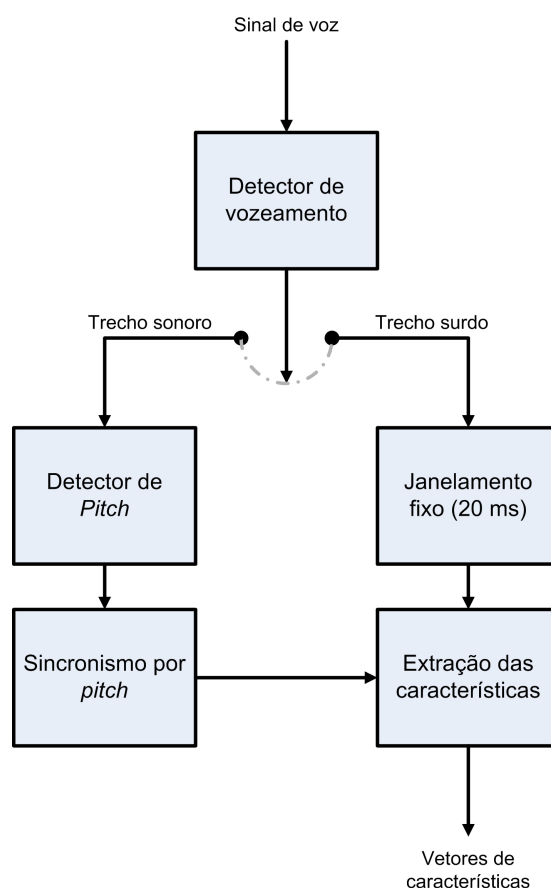 Sinal de voz
Detector de
vozeamento
Trecho sonoro
Trecho surdo
Detector de
Pitch
Janelamento
fixo (20 ms)
Sincronismo por
pitch
Extração das
características
Vetores de
características